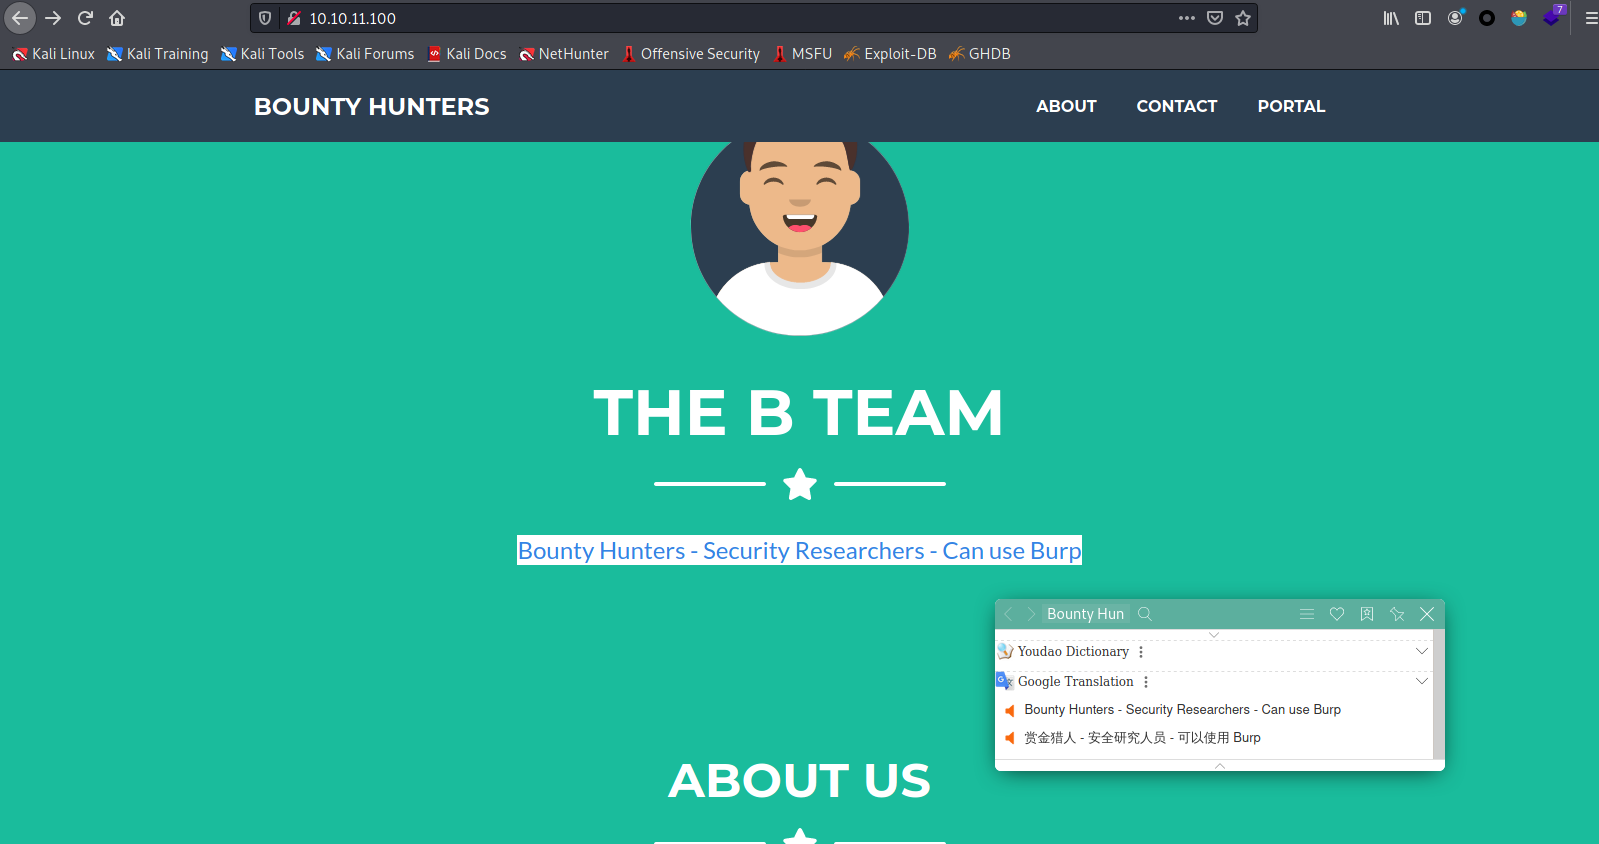 10.10.11.100
7
Kali Linux Kali Training Kali Tools Kali Forums Kali Docs NetHunter Offensive Security MSFU Exploit-DB GHDB
BOUNTY HUNTERS ABOUT CONTACT PORTAL
THE B TEAM
Bounty Hunters - Security Researchers - Can use Burp
Bounty Hun
Youdao Dictionary
Google Translation
Bounty Hunters - Security Researchers - Can use Burp
赏金猎人 - 安全研究人员 - 可以使用 Burp
ABOUT US